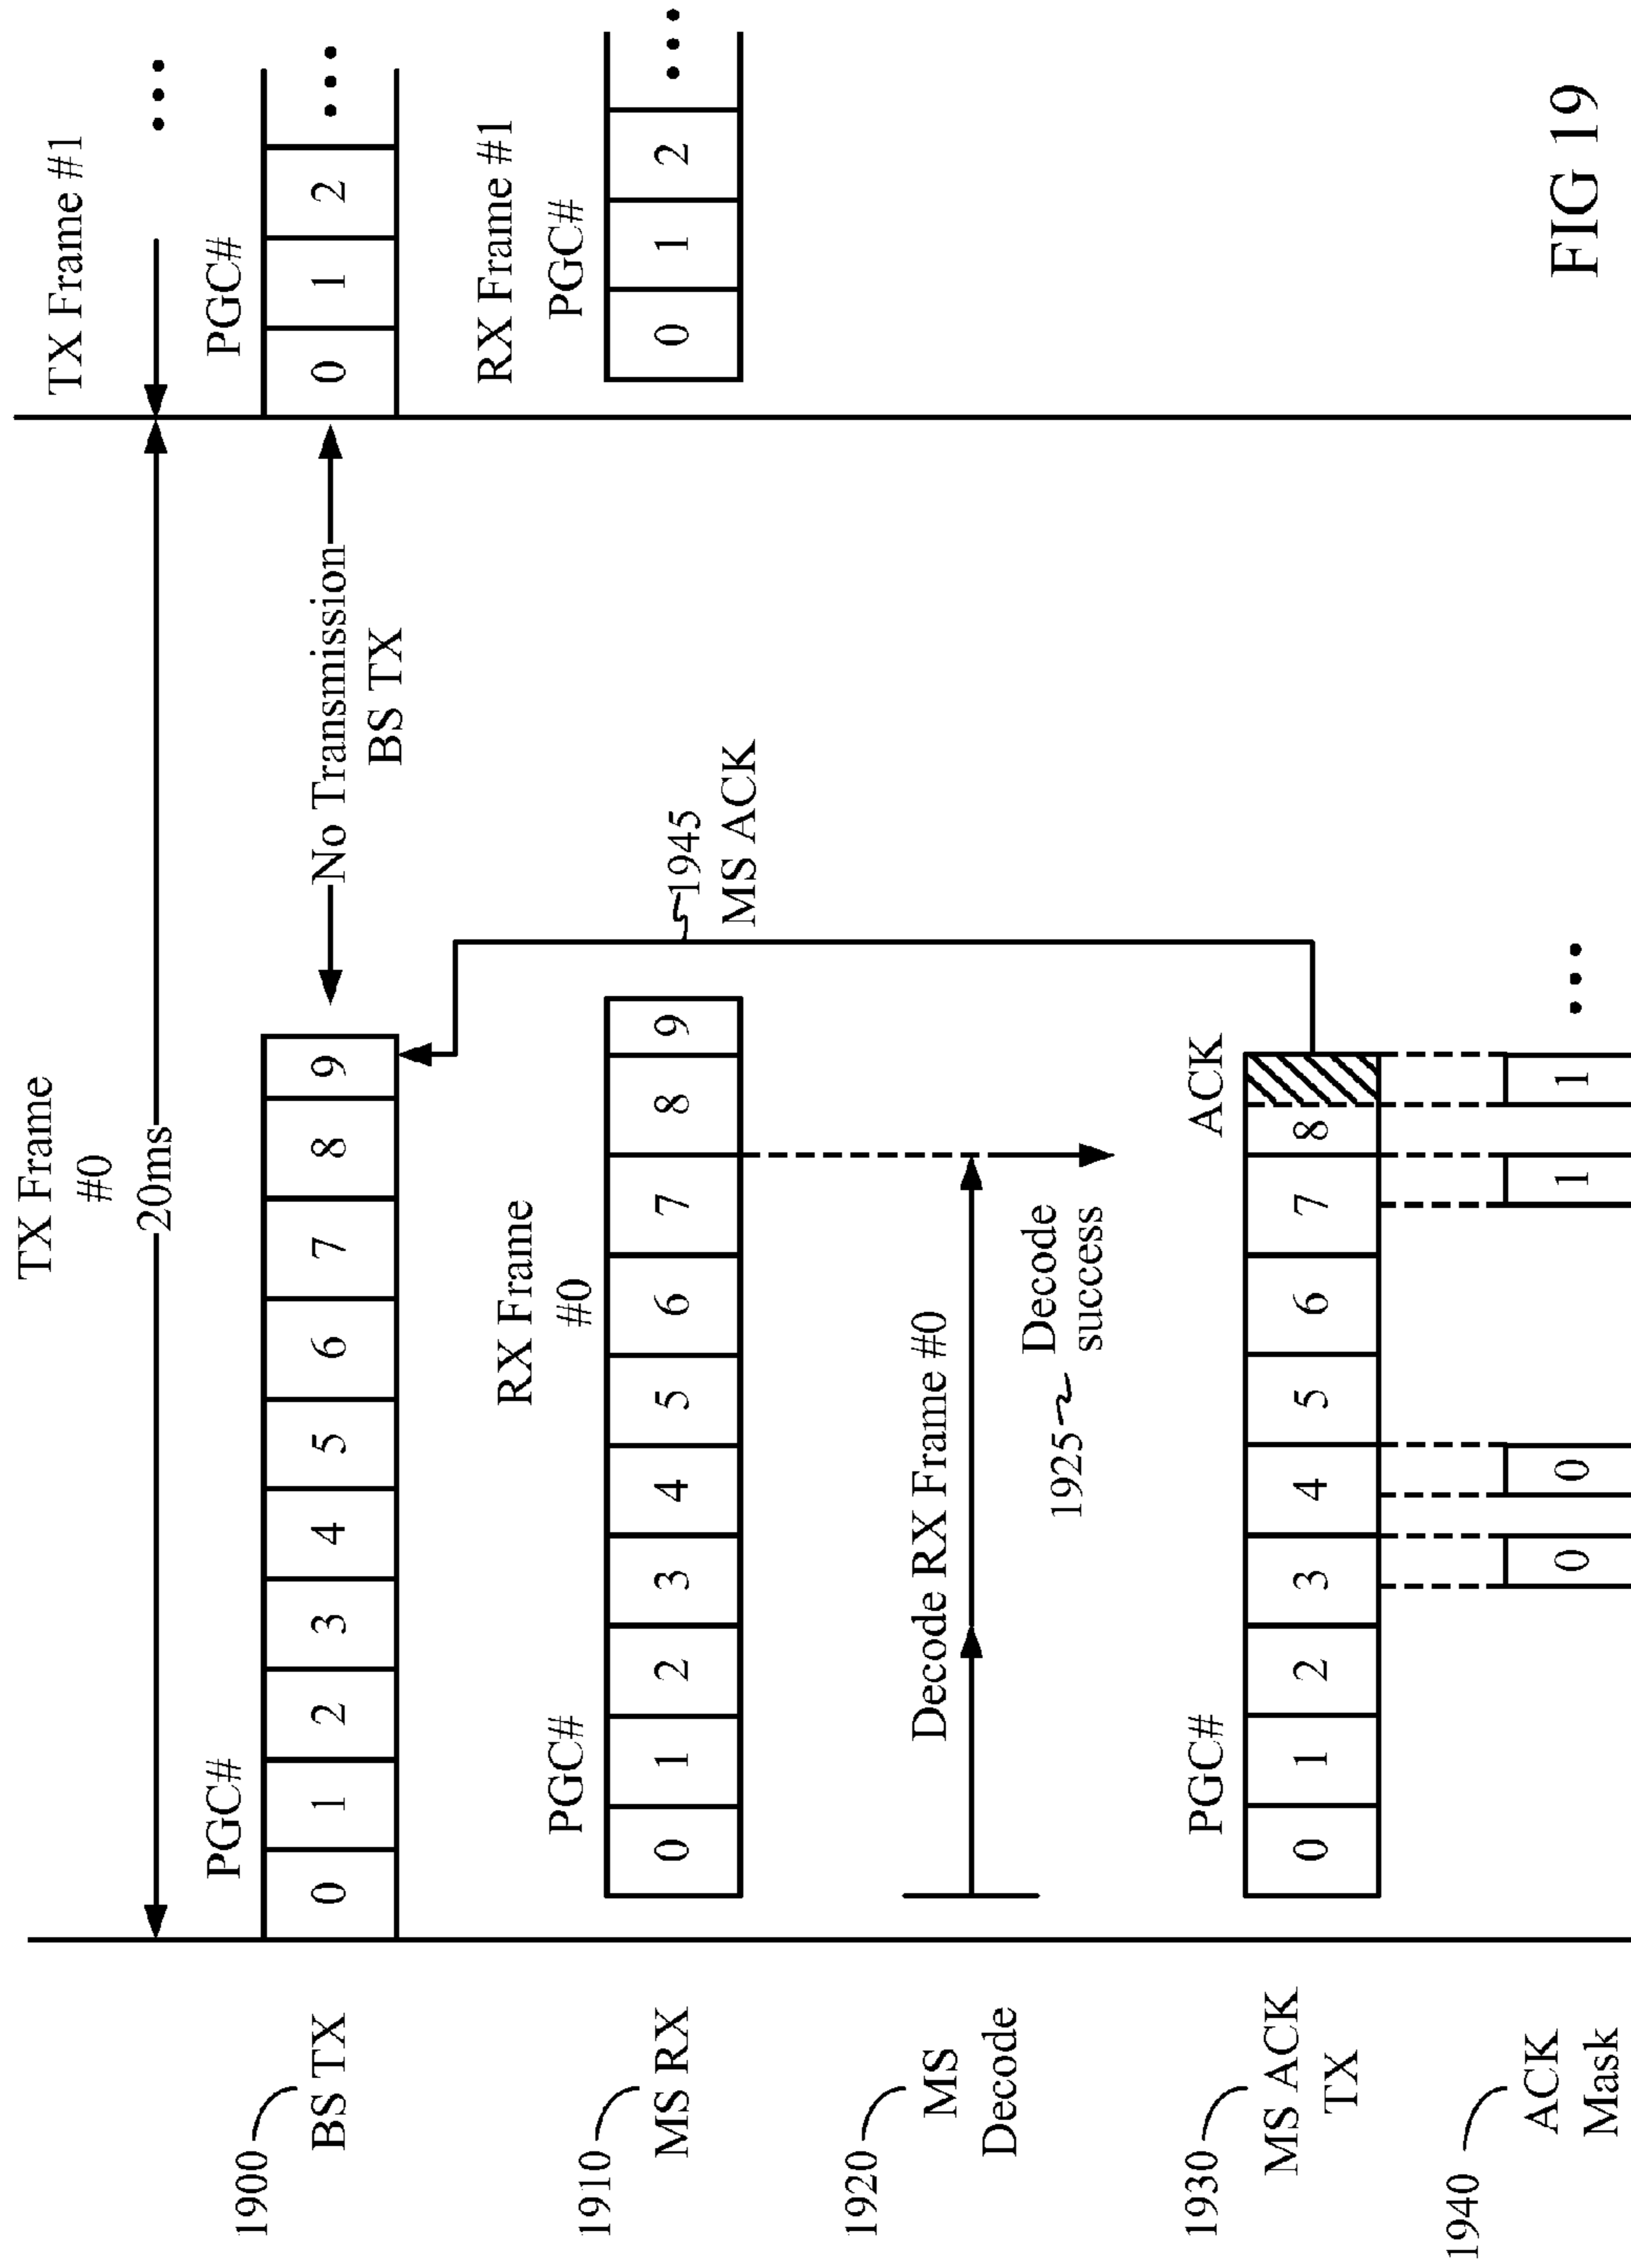 TX Frame
#0
TX Frame #1
20ms
...
1900
BS TX
PGC#
0 1 2 3 4 5 6 7 8 9
No Transmission
BS TX
PGC#
0 1 2 ...
1910
MS RX
RX Frame
#0
PGC#
0 1 2 3 4 5 6 7 8 9
RX Frame #1
PGC#
0 1 2 ...
1945
MS ACK
1920
MS
Decode
Decode RX Frame #0
1925 Decode
success
1930
MS ACK
TX
PGC#
0 1 2 3 4 5 6 7 8
ACK
1940
ACK
Mask
0 0 1 1 ...
FIG 19